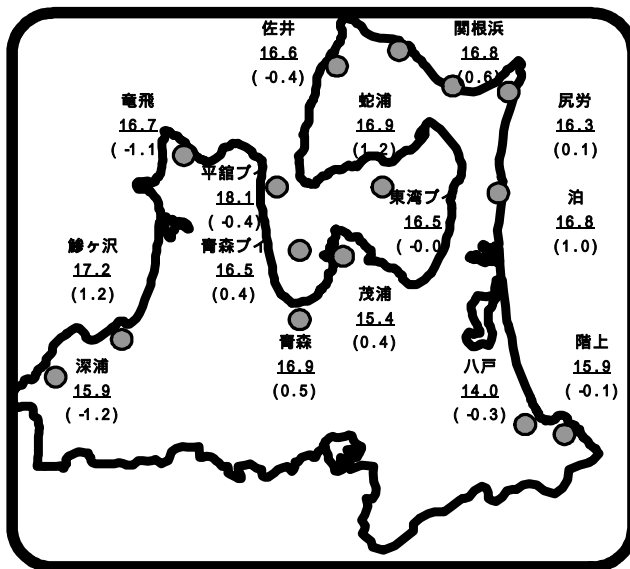 佐井
16.6
( -0.4)
関根浜
16.8
(0.6)
竜飛
16.7
( -1.1
蛇浦
16.9
(1.2)
尻労
16.3
(0.1)
平舘ブイ
18.1
( -0.4)
東湾ブイ
16.5
( -0.0
泊
16.8
(1.0)
鰺ヶ沢
17.2
(1.2)
青森ブイ
16.5
(0.4)
茂浦
15.4
(0.4)
青森
16.9
(0.5)
深浦
15.9
( -1.2)
八戸
14.0
( -0.3)
階上
15.9
( -0.1)